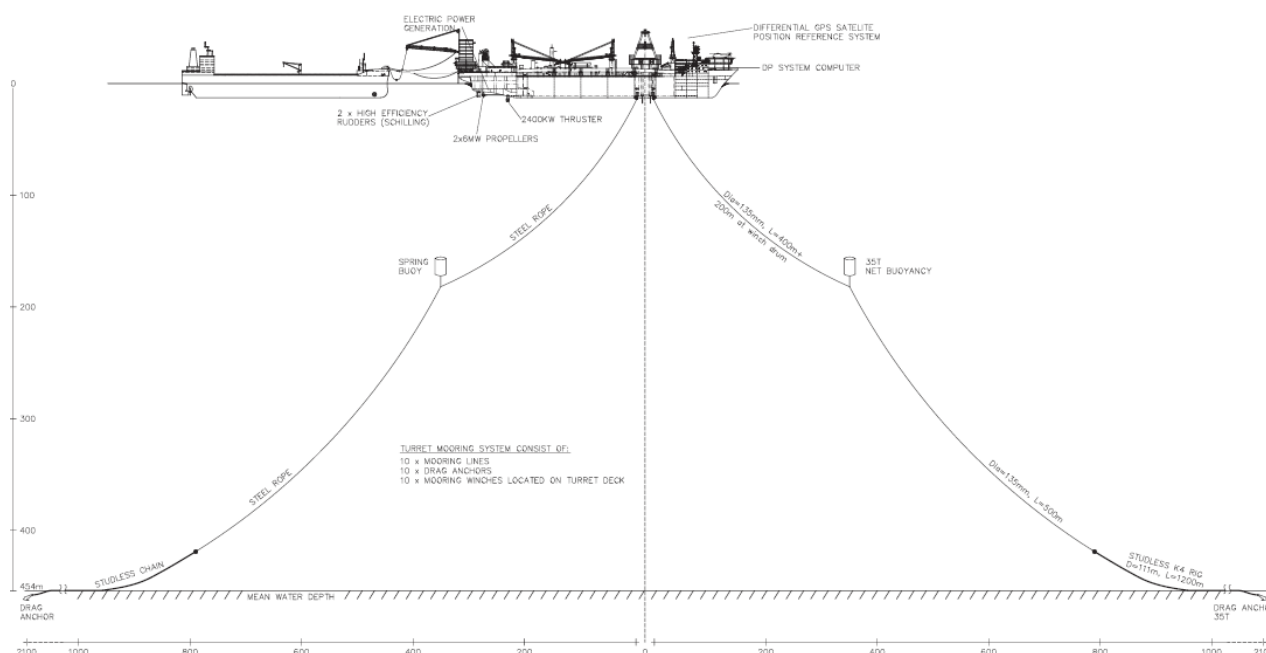 ELECTRIC POWER
GENERATION
DIFFERENTIAL GPS SATELITE
POSITION REFERENCE SYSTEM
DP SYSTEM COMPUTER
0
2 x HIGH EFFICIENCY
RUDDERS (SCHILLING)
2400KW THRUSTER
2x6MW PROPELLERS
100
STEEL ROPE
Dia=135mm, L=400m+
200m at winch drum
SPRING
BUOY
35T
NET BUOYANCY
200
300
TURRET MOORING SYSTEM CONSIST OF:
10 x MOORING LINES
10 x DRAG ANCHORS
10 x MOORING WINCHES LOCATED ON TURRET DECK
STEEL ROPE
Dia=135mm, L=500m
400
STUDLESS CHAIN
STUDLESS K4 RIG
D=111m, L=1200m
454m
MEAN WATER DEPTH
DRAG
ANCHOR
DRAG ANCHO
35T
2100
1000
800
600
400
200
0
200
400
600
800
1000